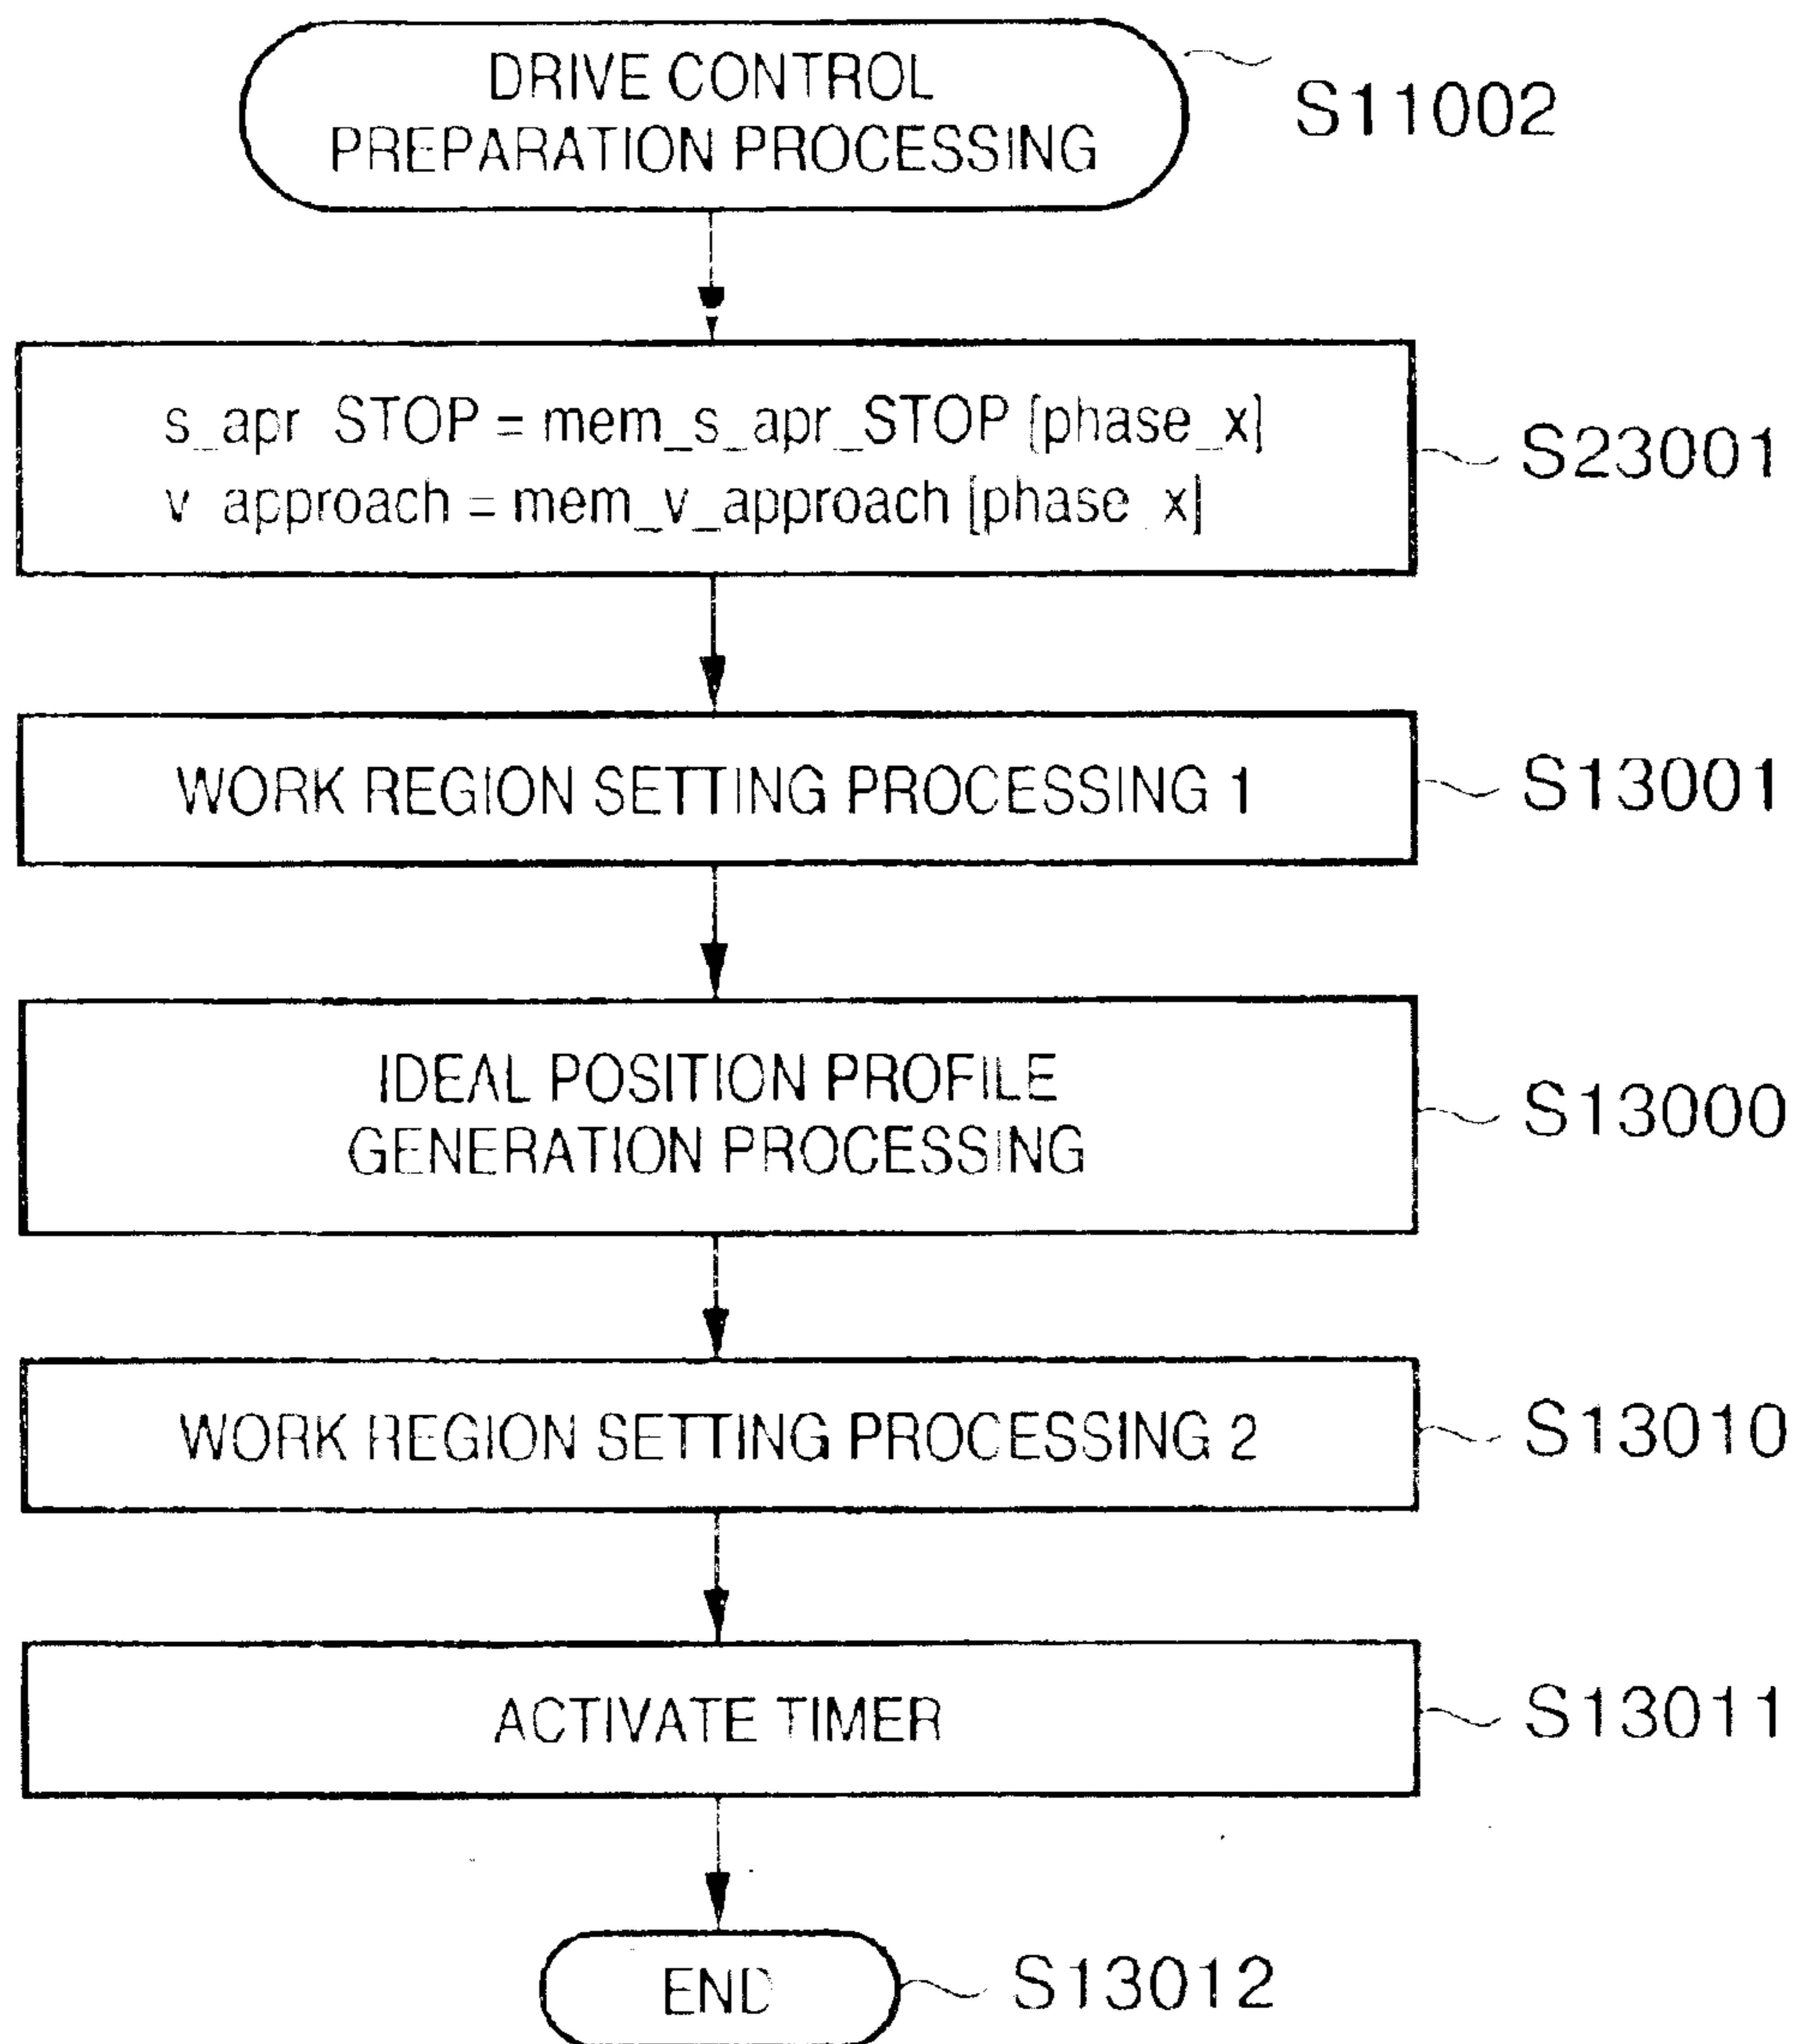 DRIVE CONTROL
PREPARATION PROCESSING
S11002
s_apr_STOP = mem_s_apr_STOP [phase_x]
v_approach = mem_v_approach [phase_x]
S23001
WORK REGION SETTING PROCESSING 1
S13001
IDEAL POSITION PROFILE
GENERATION PROCESSING
S13000
WORK REGION SETTING PROCESSING 2
S13010
ACTIVATE TIMER
S13011
END
S13012